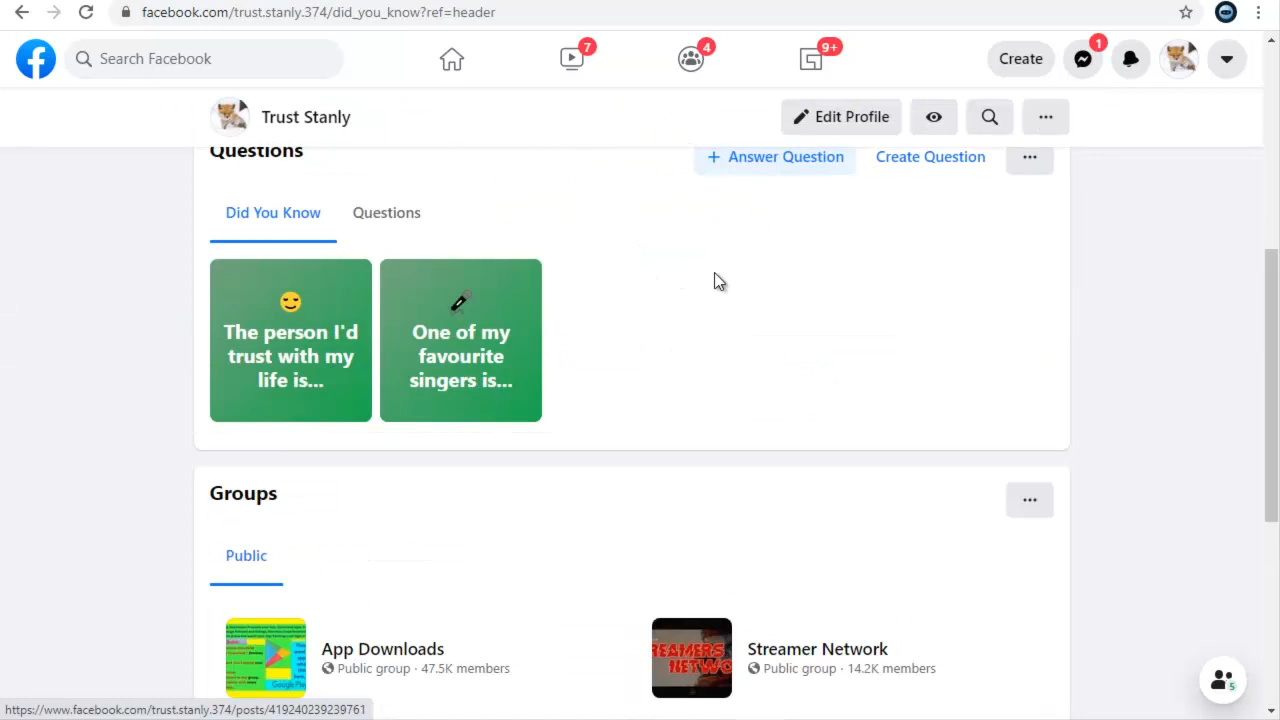 facebook.com/trust.stanly.374/did_you_know?ref=header
Search Facebook
7
4
9+
Create
1
Trust Stanly
Edit Profile
Questions
+ Answer Question
Create Question
Did You Know
Questions
The person I'd
trust with my
life is...
One of my
favourite
singers is...
Groups
Public
App Downloads
Public group · 47.5K members
Streamer Network
Public group · 14.2K members
5
https://www.facebook.com/trust.stanly.374/posts/419240239239761